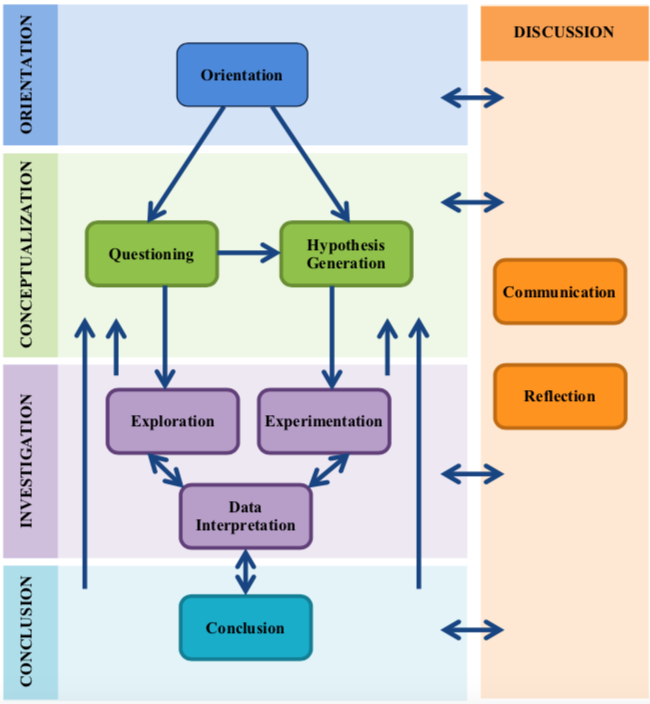 ORIENTATION
Orientation
DISCUSSION
CONCEPTUALIZATION
Questioning
Hypothesis
Generation
Communication
Reflection
INVESTIGATION
Exploration
Experimentation
Data
Interpretation
CONCLUSION
Conclusion